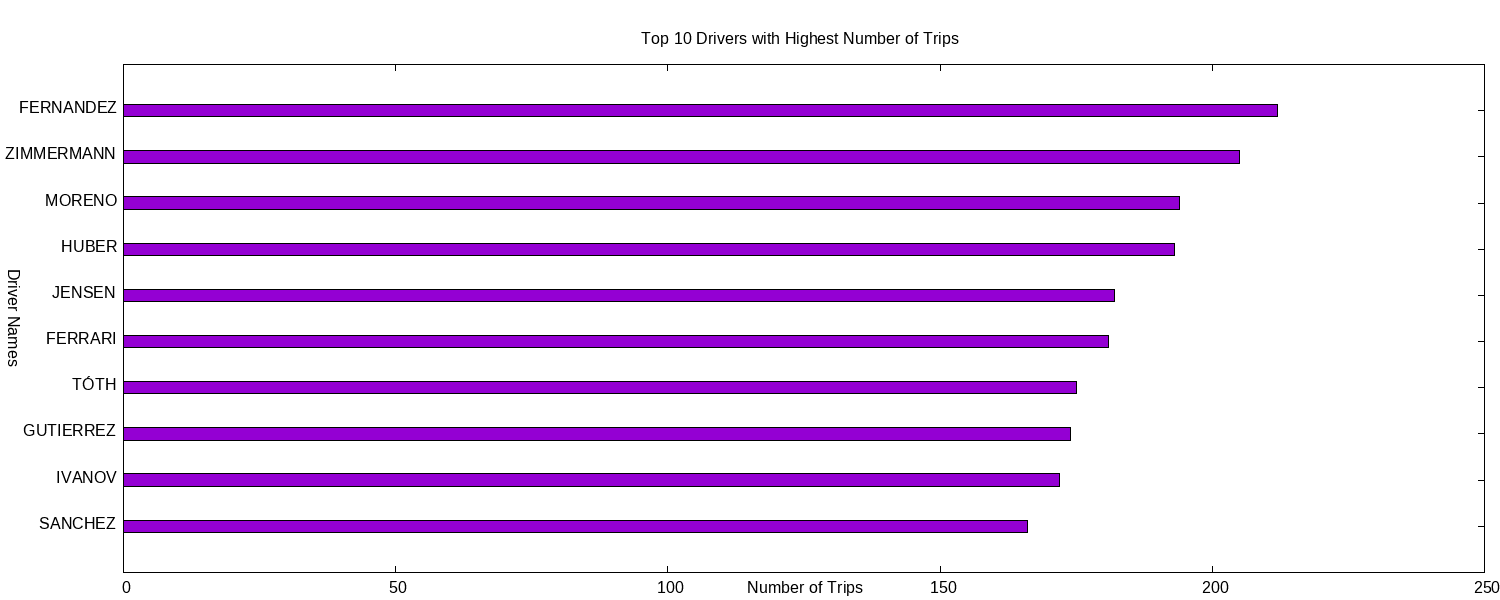 Top 10 Drivers with Highest Number of Trips
FERNANDEZ
ZIMMERMANN
MORENO
HUBER
JENSEN
FERRARI
TÓTH
GUTIERREZ
IVANOV
SANCHEZ
Driver Names
0 50 100 150 200 250
Number of Trips